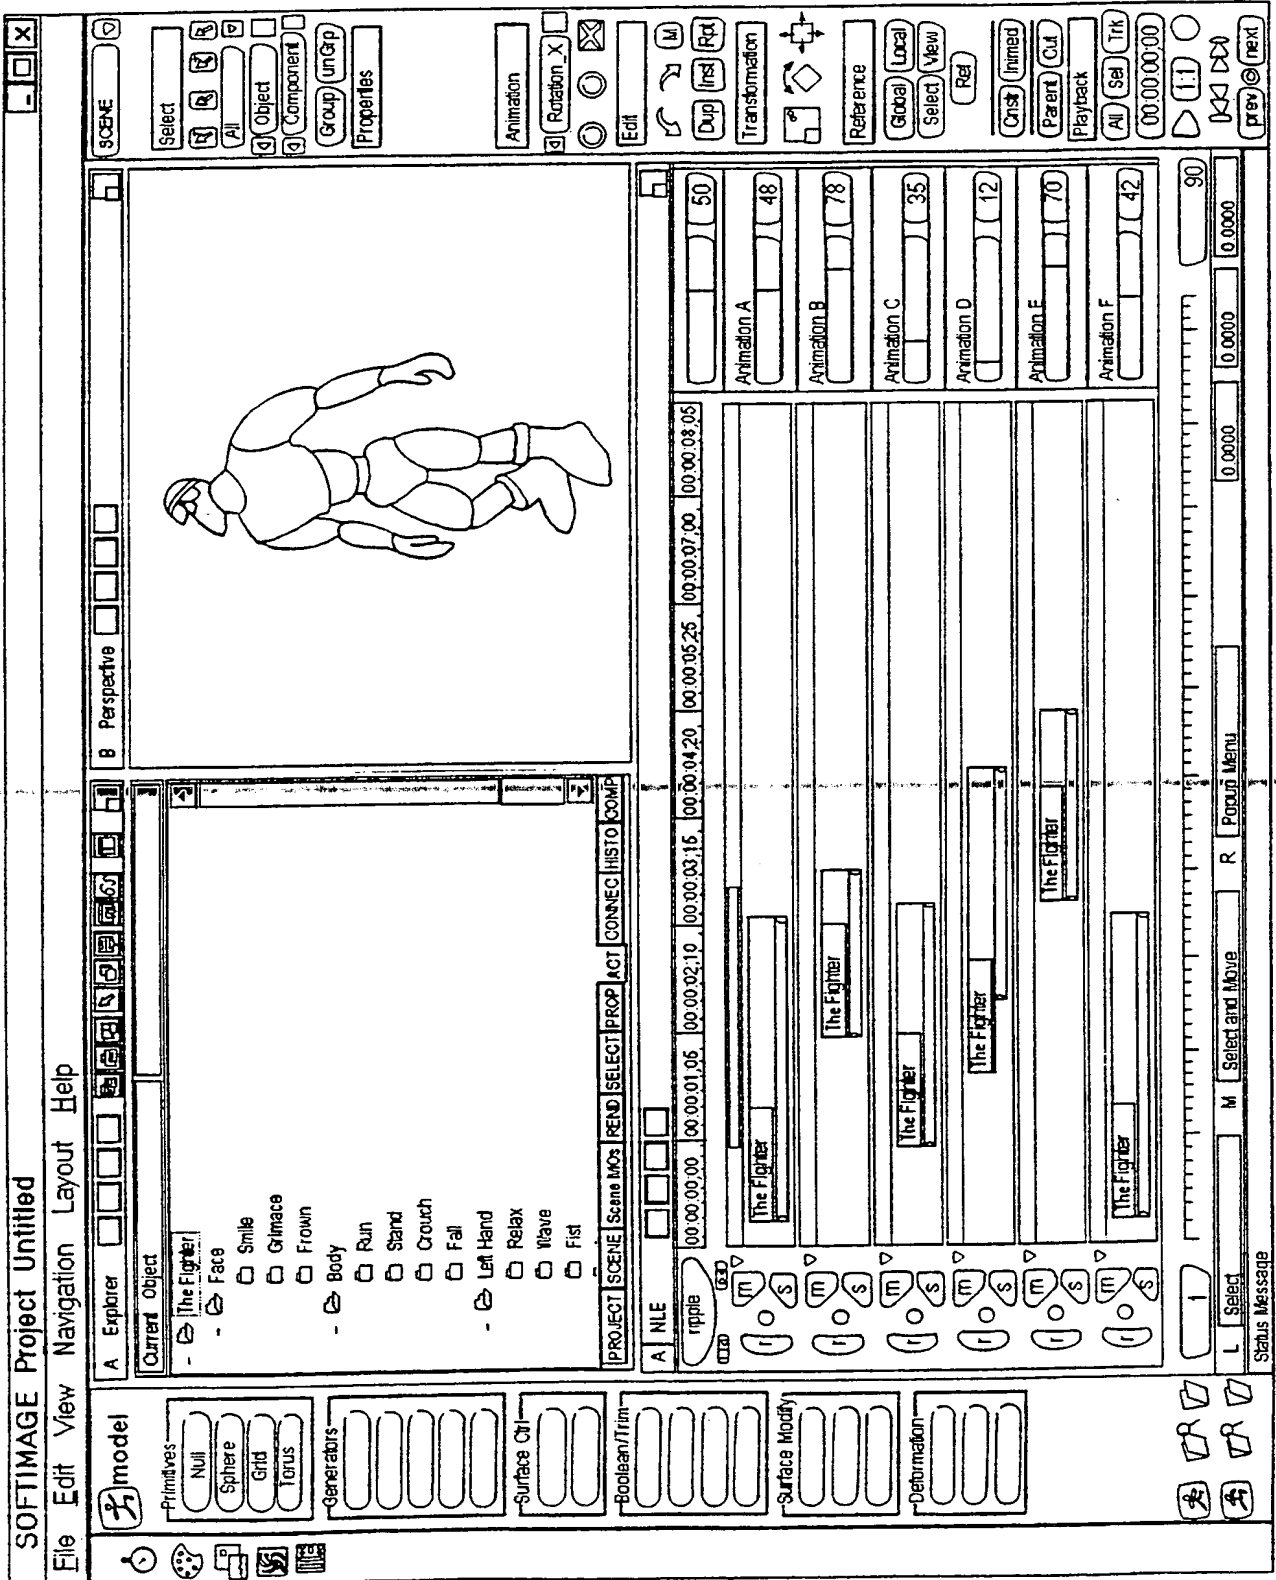 SOFTIMAGE Project Untitled
File Edit View Navigation Layout Help
model
Primitives
Null
Sphere
Grid
Torus
Generators
Surface Ctrl
Boolean/Trim
Surface Modify
Deformation
A Explorer
Current Object
- The Fighter
- Face
Smile
Grimace
Frown
- Body
Run
Stand
Crouch
Fall
- Left Hand
Relax
Wave
Fist
PROJECT SCENE Scene MOs REND SELECT PROP ACT CONNEC HISTO COMP
B Perspective
A NLE
ripple
00:00:00;00 00:00:01;05 00:00:02;10 00:00:03;15 00:00:04;20, 00:00:05;25, 00:00:07;00, 00:00:08;05
50
r m s The Fighter Animation A 48
r m s The Fighter Animation B 78
r m s The Fighter Animation C 35
r m s The Fighter Animation D 12
r m s The Fighter Animation E 70
r m s The Fighter Animation F 42
1 90
L Select M Select and Move R Popup Menu 0.0000 0.0000 0.0000
Status Message
SCENE
Select
All
Object
Component
Group unGrp
Properties
Animation
Rotation_X
Edit
M
Dup Inst Rpt
Transformation
Reference
Global Local
Select View
Ref
Cnstr Inimed
Parent Cut
Playback
All Sel Trk
00:00:00;00
1:1
prev next